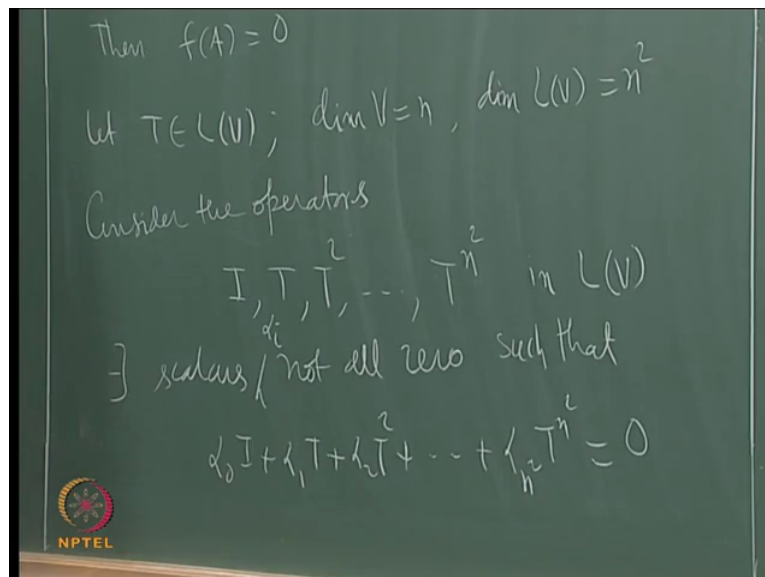 Then f(A) = 0
Let T ∈ L(V); dim V = n, dim L(V) = n²
Consider the operators
I, T, T², ..., T^{n²} in L(V)
∃ scalars αᵢ, not all zero such that
α₀I + α₁T + α₂T² + ... + α_{n²}T^{n²} = 0
NPTEL